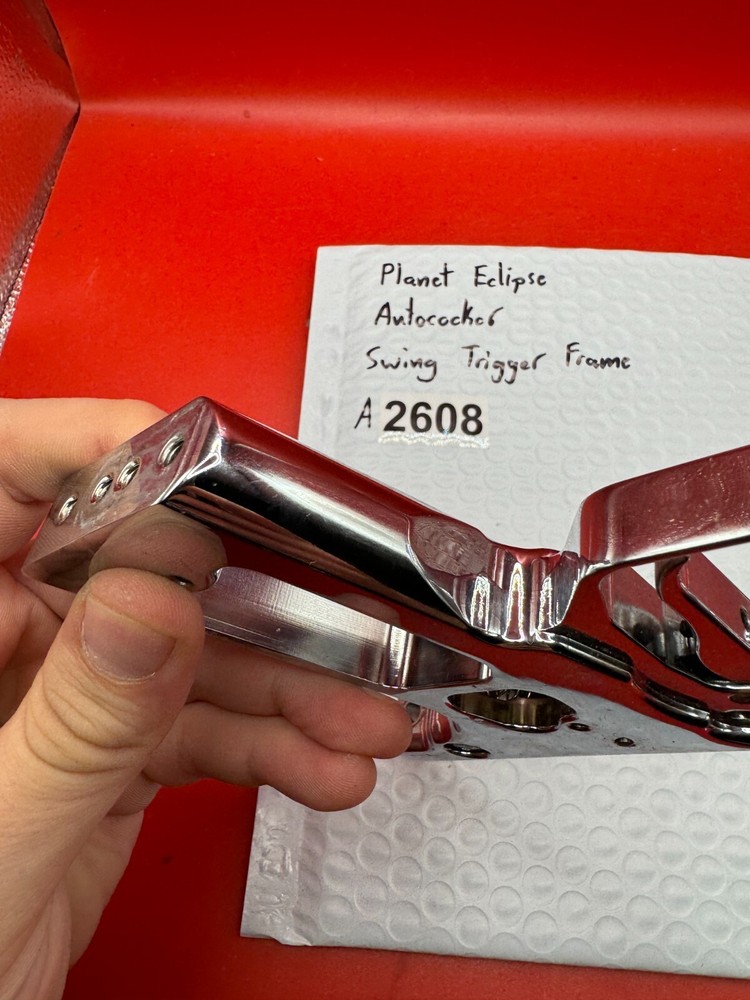 Planet Eclipse
Autococker
Swing Trigger Frame
A 2608